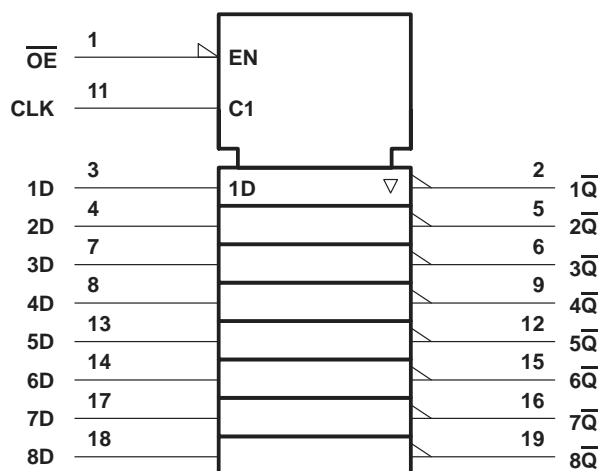 1
O̅E̅ EN
11
CLK C1
3 2
1D 1D 1Q̅
4 5
2D 2Q̅
7 6
3D 3Q̅
8 9
4D 4Q̅
13 12
5D 5Q̅
14 15
6D 6Q̅
17 16
7D 7Q̅
18 19
8D 8Q̅